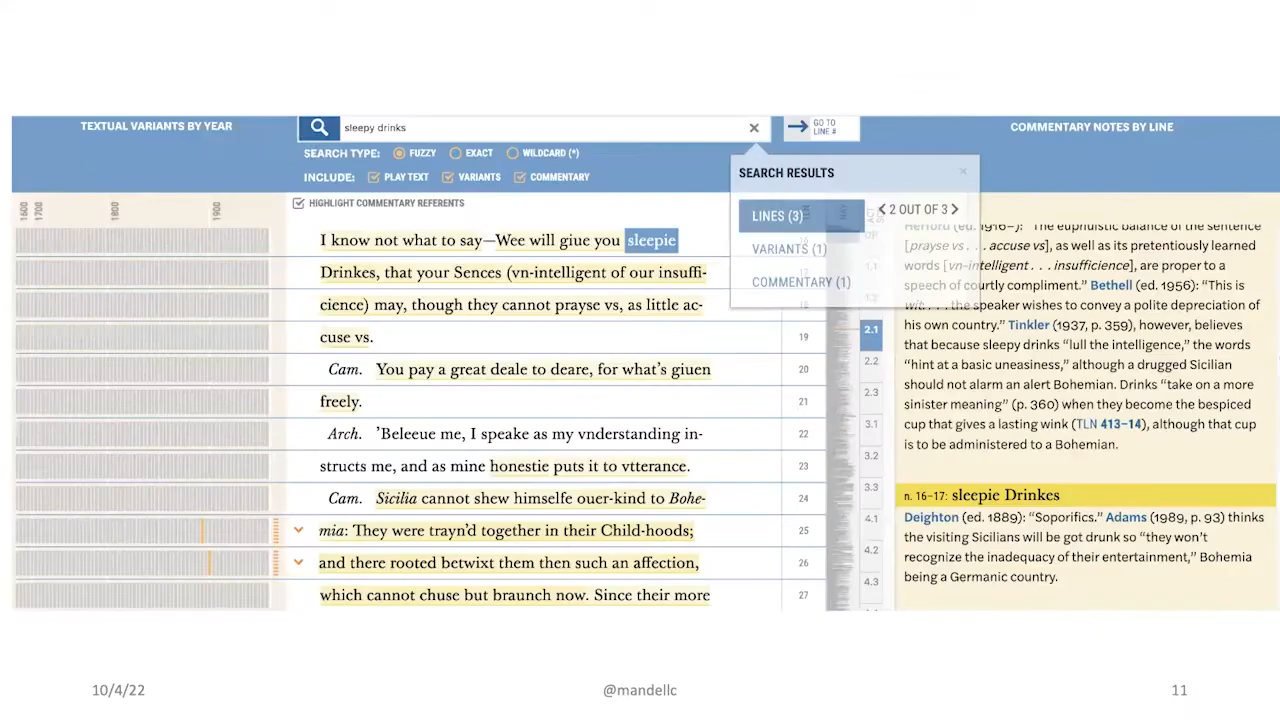 TEXTUAL VARIANTS BY YEAR
sleepy drinks
GO TO
LINE #
COMMENTARY NOTES BY LINE
SEARCH TYPE: FUZZY EXACT WILDCARD (*)
INCLUDE: PLAY TEXT VARIANTS COMMENTARY
SEARCH RESULTS
LINES (3)
2 OUT OF 3
VARIANTS (1)
COMMENTARY (1)
1600
1700
1800
1900
HIGHLIGHT COMMENTARY REFERENTS
TLN
I know not what to say—Wee will giue you sleepie
Drinkes, that your Sences (vn-intelligent of our insuffi-
cience) may, though they cannot prayse vs, as little ac-
cuse vs.
19
Cam. You pay a great deale to deare, for what's giuen
20
freely.
21
Arch. 'Beleeue me, I speake as my vnderstanding in-
22
structs me, and as mine honestie puts it to vtterance.
23
Cam. Sicilia cannot shew himselfe ouer-kind to Bohe-
24
mia: They were trayn'd together in their Child-hoods;
25
and there rooted betwixt them then such an affection,
26
which cannot chuse but braunch now. Since their more
27
1.1
1.2
2.1
2.2
2.3
3.1
3.2
3.3
4.1
4.2
4.3
Herford (ed. 1916–): "The euphuistic balance of the sentence
[prayse vs . . . accuse vs], as well as its pretentiously learned
words [vn-intelligent . . . insufficience], are proper to a
speech of courtly compliment." Bethell (ed. 1956): "This is
wit . . . the speaker wishes to convey a polite depreciation of
his own country." Tinkler (1937, p. 359), however, believes
that because sleepy drinks "lull the intelligence," the words
"hint at a basic uneasiness," although a drugged Sicilian
should not alarm an alert Bohemian. Drinks "take on a more
sinister meaning" (p. 360) when they become the bespiced
cup that gives a lasting wink (TLN 413–14), although that cup
is to be administered to a Bohemian.
n. 16–17: sleepie Drinkes
Deighton (ed. 1889): "Soporifics." Adams (1989, p. 93) thinks
the visiting Sicilians will be got drunk so "they won't
recognize the inadequacy of their entertainment," Bohemia
being a Germanic country.
10/4/22
@mandellc
11